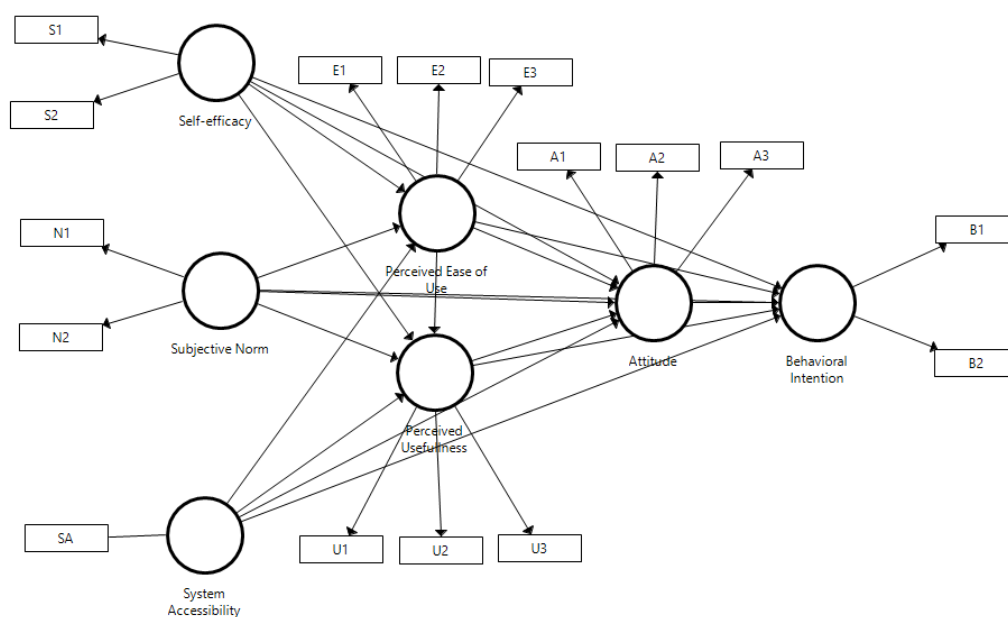 S1
S2
Self-efficacy
E1
E2
E3
A1
A2
A3
N1
N2
Subjective Norm
Perceived Ease of
Use
Attitude
B1
B2
Behavioral
Intention
Perceived
Usefullness
SA
System
Accessibility
U1
U2
U3